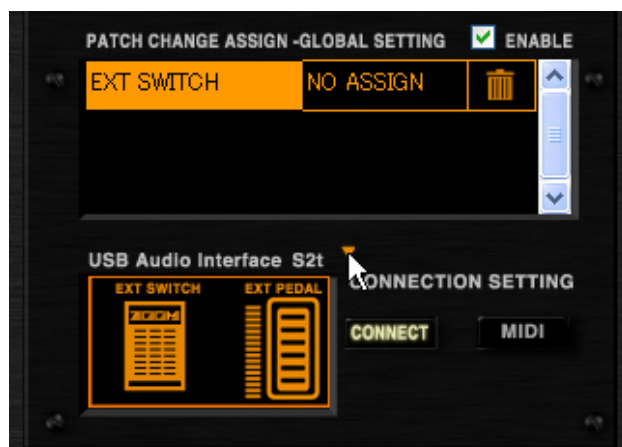 PATCH CHANGE ASSIGN -GLOBAL SETTING ENABLE
EXT SWITCH NO ASSIGN
USB Audio Interface S2t
CONNECTION SETTING
EXT SWITCH EXT PEDAL
ZOOM
CONNECT MIDI